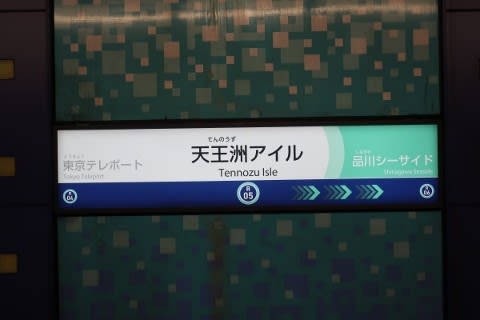 てんのうず
天王洲アイル
Tennozu Isle
とうきょう
東京テレポート
Tokyo Teleport
しながわ
品川シーサイド
Shinagawa Seaside
R
04
R
05
R
06